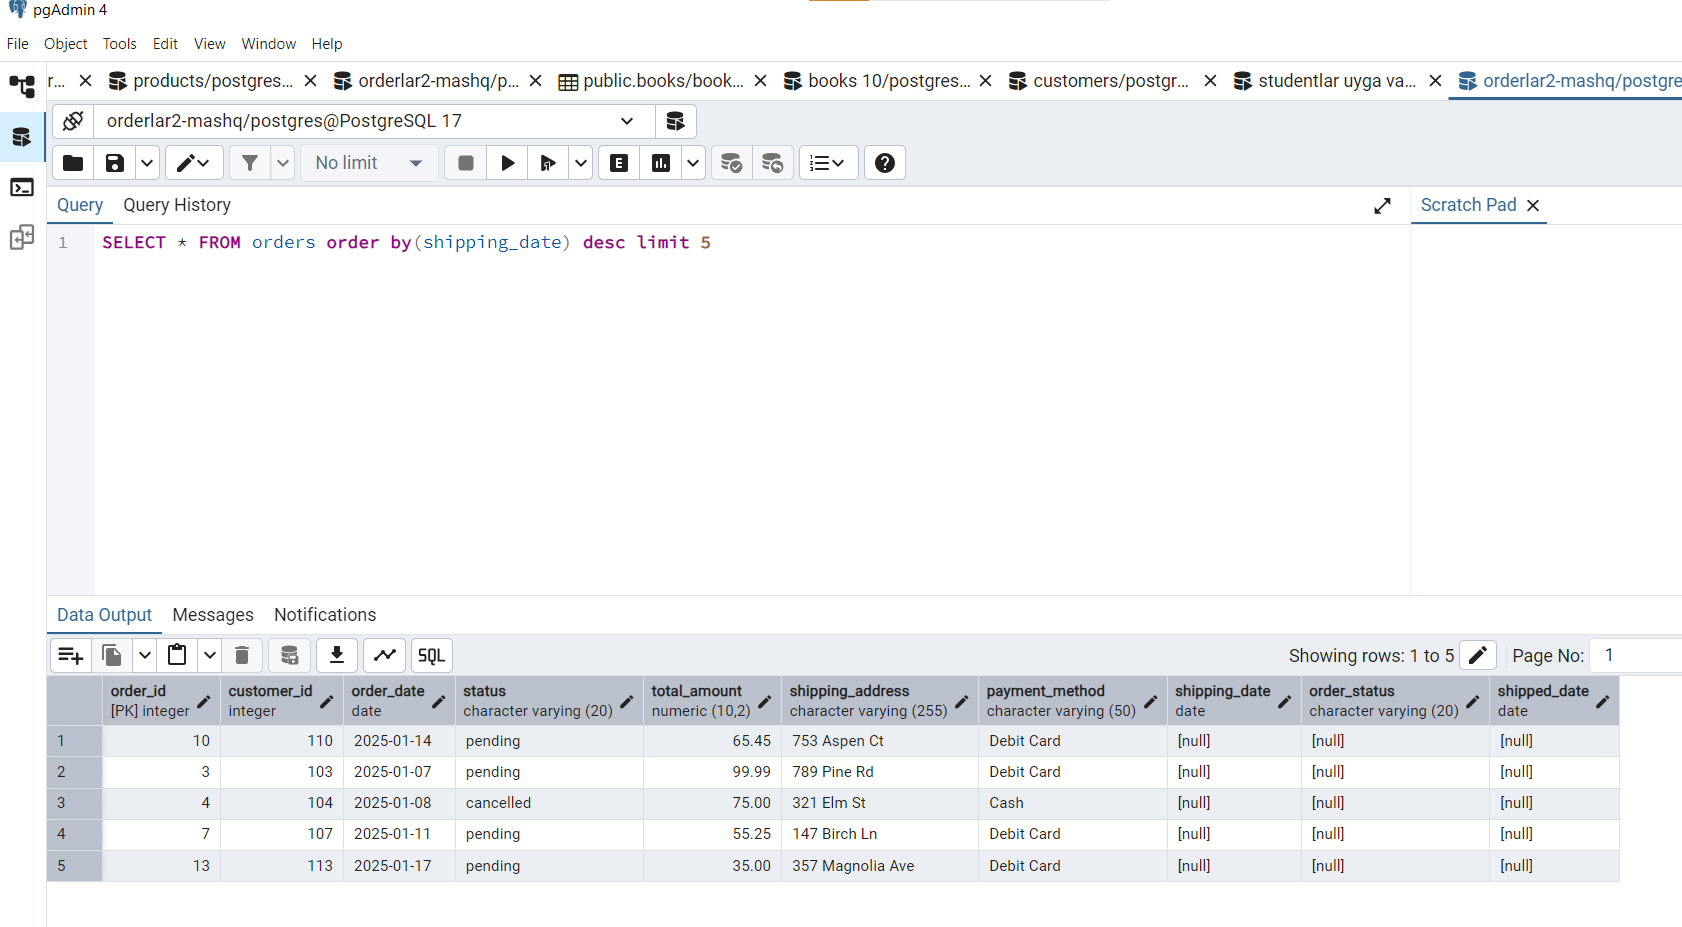 pgAdmin 4
File Object Tools Edit View Window Help
r... products/postgres... orderlar2-mashq/p... public.books/book... books 10/postgres... customers/postgr... studentlar uyga va... orderlar2-mashq/postgre
orderlar2-mashq/postgres@PostgreSQL 17
No limit E
Query Query History Scratch Pad
1 SELECT * FROM orders order by(shipping_date) desc limit 5
Data Output Messages Notifications
SQL Showing rows: 1 to 5 Page No: 1
order_id customer_id order_date status total_amount shipping_address payment_method shipping_date order_status shipped_date
[PK] integer integer date character varying (20) numeric (10,2) character varying (255) character varying (50) date character varying (20) date
1 10 110 2025-01-14 pending 65.45 753 Aspen Ct Debit Card [null] [null] [null]
2 3 103 2025-01-07 pending 99.99 789 Pine Rd Debit Card [null] [null] [null]
3 4 104 2025-01-08 cancelled 75.00 321 Elm St Cash [null] [null] [null]
4 7 107 2025-01-11 pending 55.25 147 Birch Ln Debit Card [null] [null] [null]
5 13 113 2025-01-17 pending 35.00 357 Magnolia Ave Debit Card [null] [null] [null]